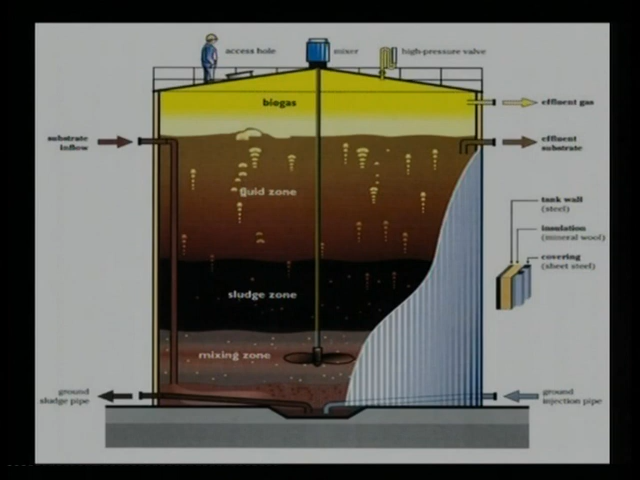 access hole
mixer
high-pressure valve
biogas
effluent gas
substrate
inflow
effluent
substrate
fluid zone
tank wall
(steel)
insulation
(mineral wool)
covering
(sheet steel)
sludge zone
mixing zone
ground
sludge pipe
ground
injection pipe